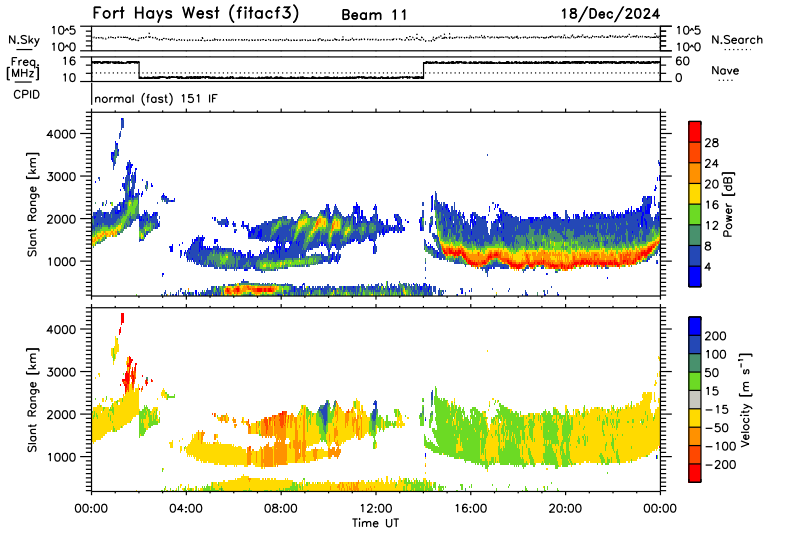 Fort Hays West (fitacf3) Beam 11 18/Dec/2024
N.Sky 10^5 10^0 10^5 10^0 N.Search
Freq. [MHz] 16 10 60 0 Nave
CPID normal (fast) 151 IF
Slant Range [km] 4000 3000 2000 1000
28 24 20 16 12 8 4 Power [dB]
Slant Range [km] 4000 3000 2000 1000
200 100 50 15 −15 −50 −100 −200 Velocity [m s⁻¹]
00:00 04:00 08:00 12:00 16:00 20:00 00:00
Time UT